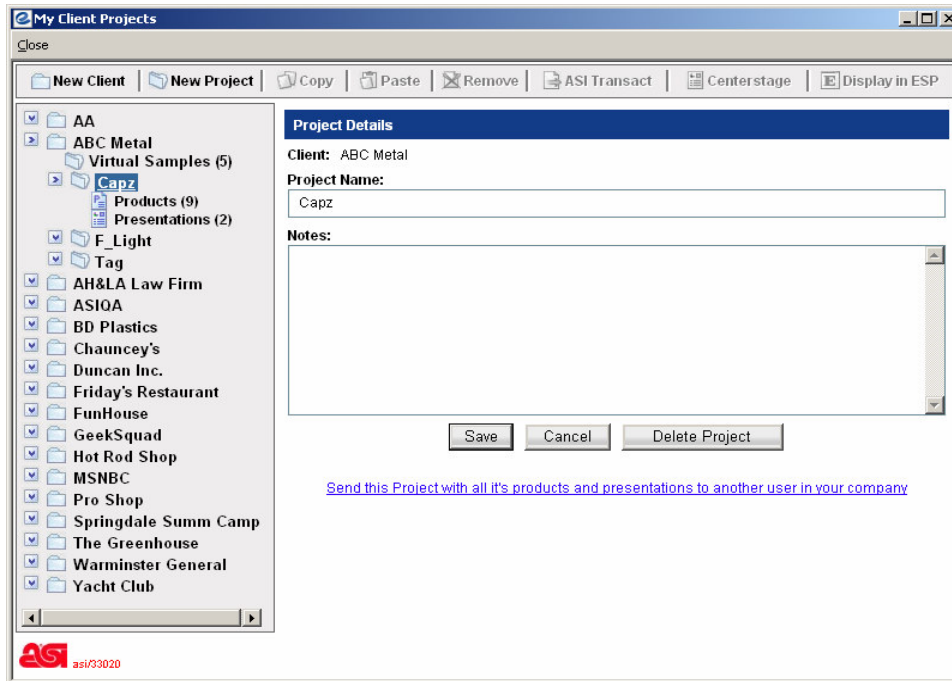 My Client Projects
Close
New Client New Project Copy Paste Remove ASI Transact Centerstage Display in ESP
AA
ABC Metal
Virtual Samples (5)
Capz
Products (9)
Presentations (2)
F_Light
Tag
AH&LA Law Firm
ASIQA
BD Plastics
Chauncey's
Duncan Inc.
Friday's Restaurant
FunHouse
GeekSquad
Hot Rod Shop
MSNBC
Pro Shop
Springdale Summ Camp
The Greenhouse
Warminster General
Yacht Club
Project Details
Client: ABC Metal
Project Name:
Capz
Notes:
Save Cancel Delete Project
Send this Project with all it's products and presentations to another user in your company
asi asi/33020